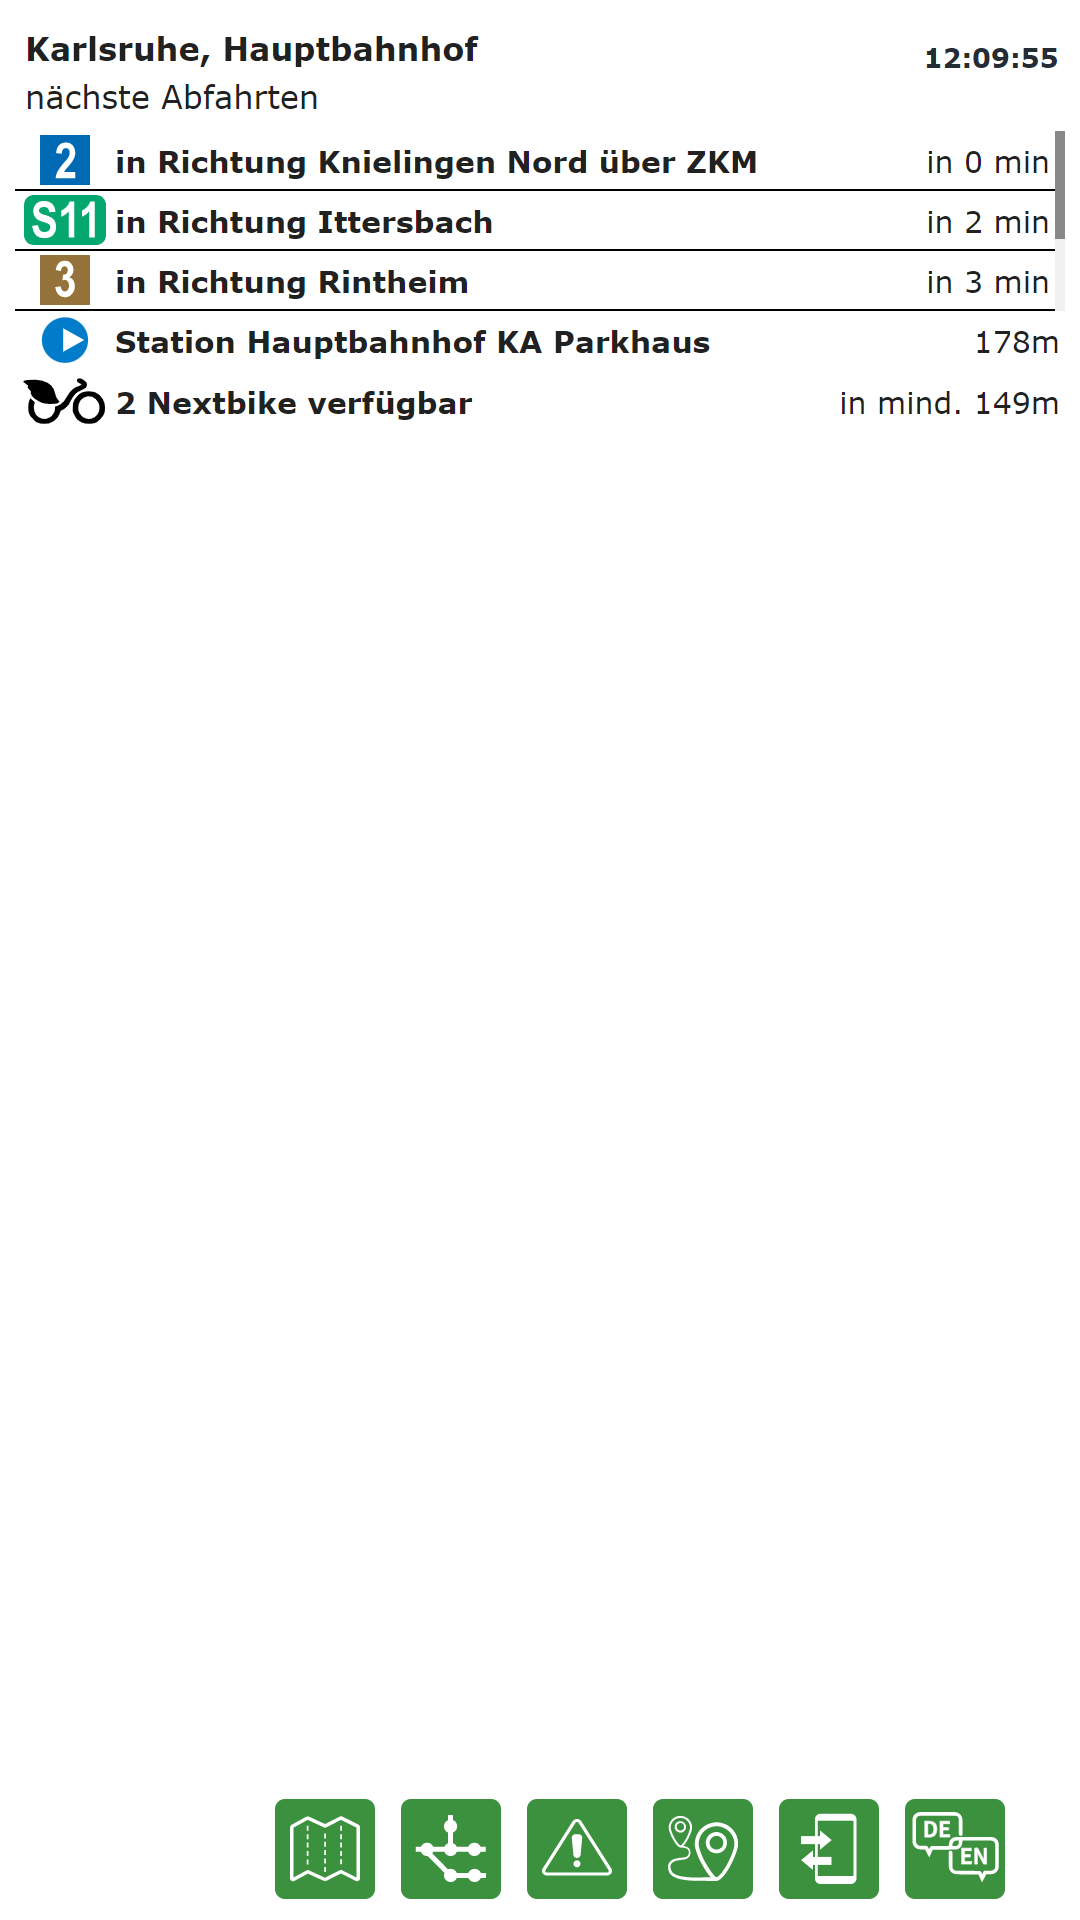 Karlsruhe, Hauptbahnhof
12:09:55
nächste Abfahrten
2 in Richtung Knielingen Nord über ZKM in 0 min
S11 in Richtung Ittersbach in 2 min
3 in Richtung Rintheim in 3 min
Station Hauptbahnhof KA Parkhaus 178m
2 Nextbike verfügbar in mind. 149m
DE
EN